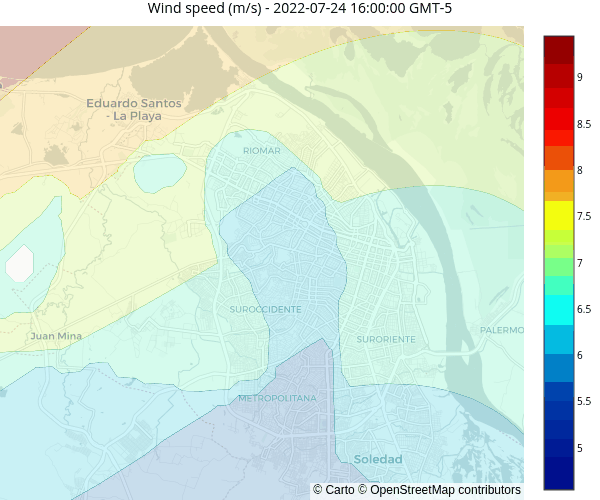 Wind speed (m/s) - 2022-07-24 16:00:00 GMT-5
Eduardo Santos
- La Playa
RIOMAR
SUROCCIDENTE
Juan Mina
SURORIENTE
PALERMO
METROPOLITANA
Soledad
9
8.5
8
7.5
7
6.5
6
5.5
5
© Carto © OpenStreetMap contributors